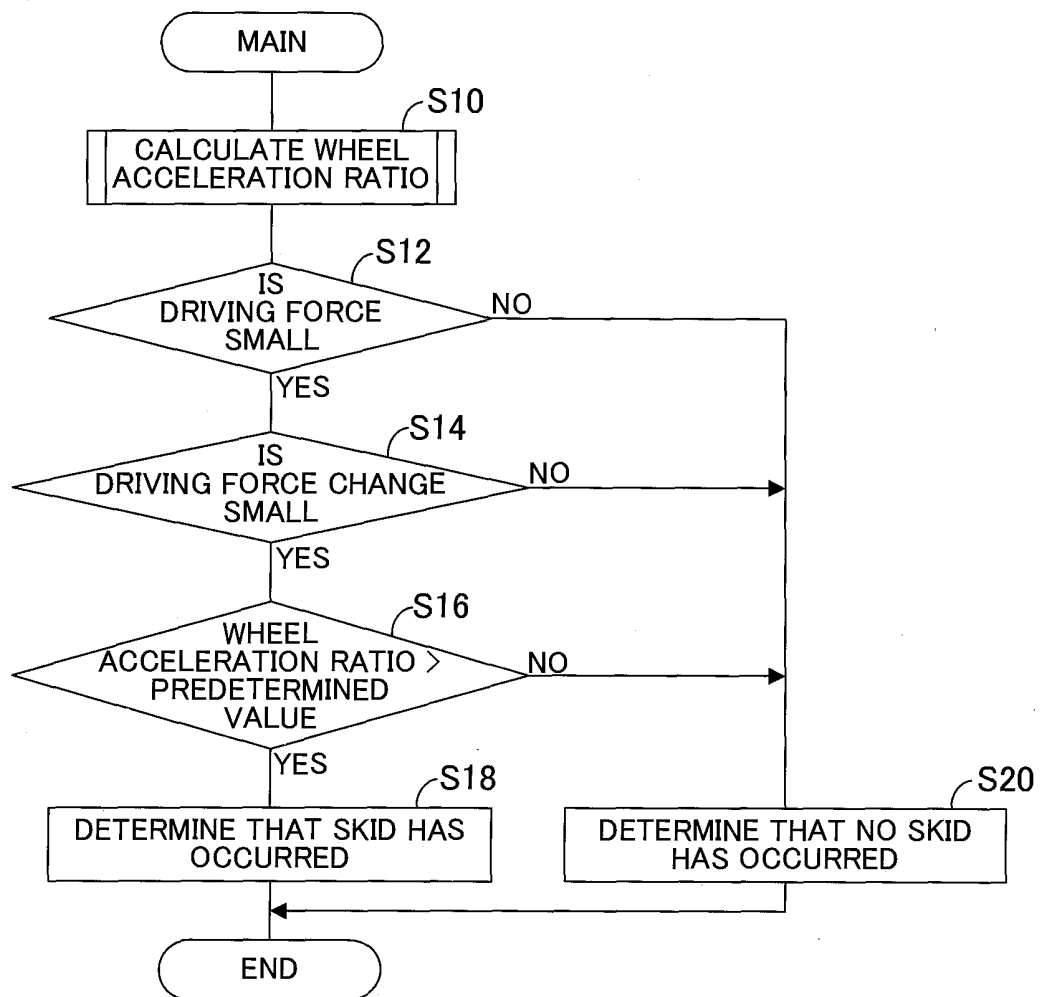 MAIN
S10
CALCULATE WHEEL
ACCELERATION RATIO
S12
IS
DRIVING FORCE
SMALL
NO
YES
S14
IS
DRIVING FORCE CHANGE
SMALL
NO
YES
S16
WHEEL
ACCELERATION RATIO >
PREDETERMINED
VALUE
NO
YES
S18
DETERMINE THAT SKID HAS
OCCURRED
S20
DETERMINE THAT NO SKID
HAS OCCURRED
END